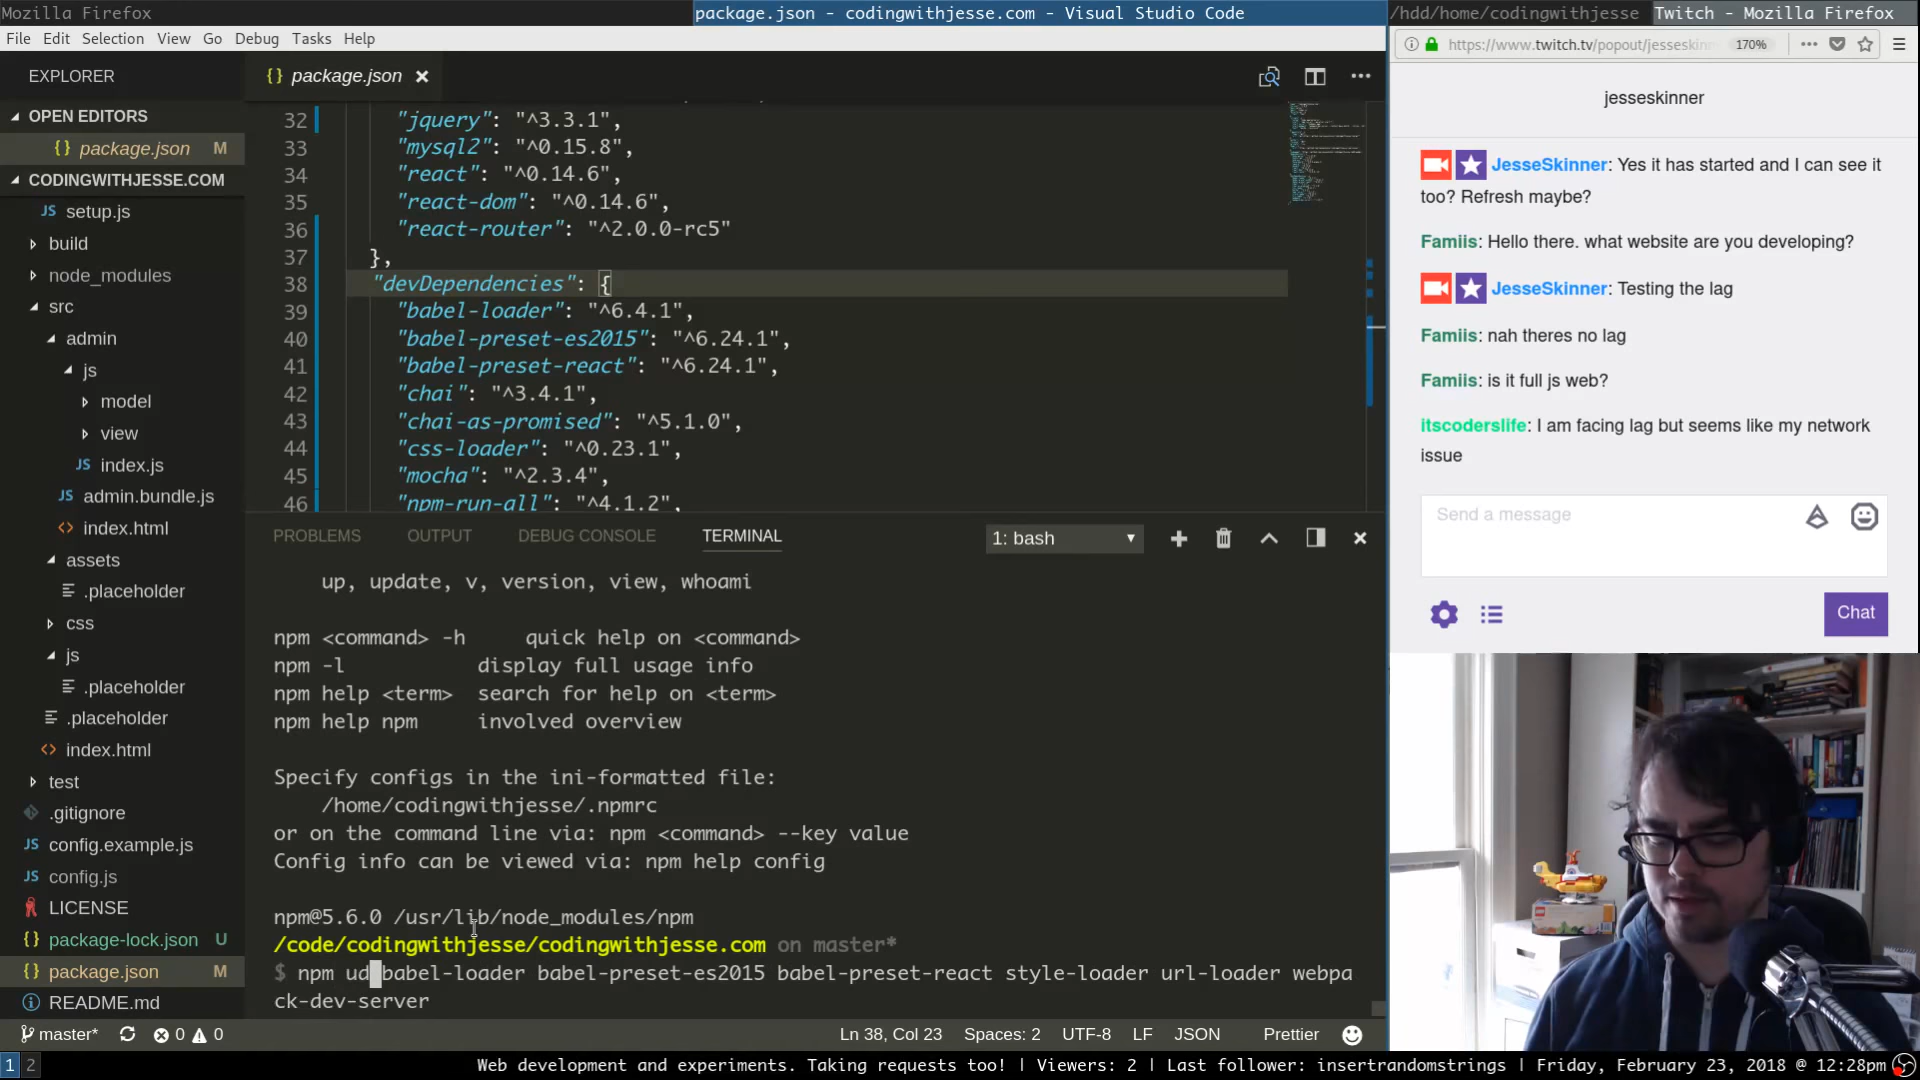 Mozilla Firefox
package.json - codingwithjesse.com - Visual Studio Code
/hdd/home/codingwithjesse
Twitch - Mozilla Firefox
File Edit Selection View Go Debug Tasks Help
https://www.twitch.tv/popout/jesseskinn
170%
EXPLORER
{} package.json ×
OPEN EDITORS
{} package.json M
CODINGWITHJESSE.COM
JS setup.js
build
node_modules
src
admin
js
model
view
JS index.js
JS admin.bundle.js
<> index.html
assets
.placeholder
css
js
.placeholder
.placeholder
<> index.html
test
.gitignore
JS config.example.js
JS config.js
LICENSE
{} package-lock.json U
{} package.json M
README.md
32 "jquery": "^3.3.1",
33 "mysql2": "^0.15.8",
34 "react": "^0.14.6",
35 "react-dom": "^0.14.6",
36 "react-router": "^2.0.0-rc5"
37 },
38 "devDependencies": {
39 "babel-loader": "^6.4.1",
40 "babel-preset-es2015": "^6.24.1",
41 "babel-preset-react": "^6.24.1",
42 "chai": "^3.4.1",
43 "chai-as-promised": "^5.1.0",
44 "css-loader": "^0.23.1",
45 "mocha": "^2.3.4",
46 "npm-run-all": "^4.1.2",
PROBLEMS OUTPUT DEBUG CONSOLE TERMINAL
1: bash
up, update, v, version, view, whoami
npm <command> -h quick help on <command>
npm -l display full usage info
npm help <term> search for help on <term>
npm help npm involved overview
Specify configs in the ini-formatted file:
/home/codingwithjesse/.npmrc
or on the command line via: npm <command> --key value
Config info can be viewed via: npm help config
npm@5.6.0 /usr/lib/node_modules/npm
/code/codingwithjesse/codingwithjesse.com on master*
$ npm ud babel-loader babel-preset-es2015 babel-preset-react style-loader url-loader webpa
ck-dev-server
jesseskinner
JesseSkinner: Yes it has started and I can see it
too? Refresh maybe?
Famiis: Hello there. what website are you developing?
JesseSkinner: Testing the lag
Famiis: nah theres no lag
Famiis: is it full js web?
itscoderslife: I am facing lag but seems like my network
issue
Send a message
Chat
master* 0 0
Ln 38, Col 23 Spaces: 2 UTF-8 LF JSON Prettier
1 2
Web development and experiments. Taking requests too! | Viewers: 2 | Last follower: insertrandomstrings | Friday, February 23, 2018 @ 12:28pm